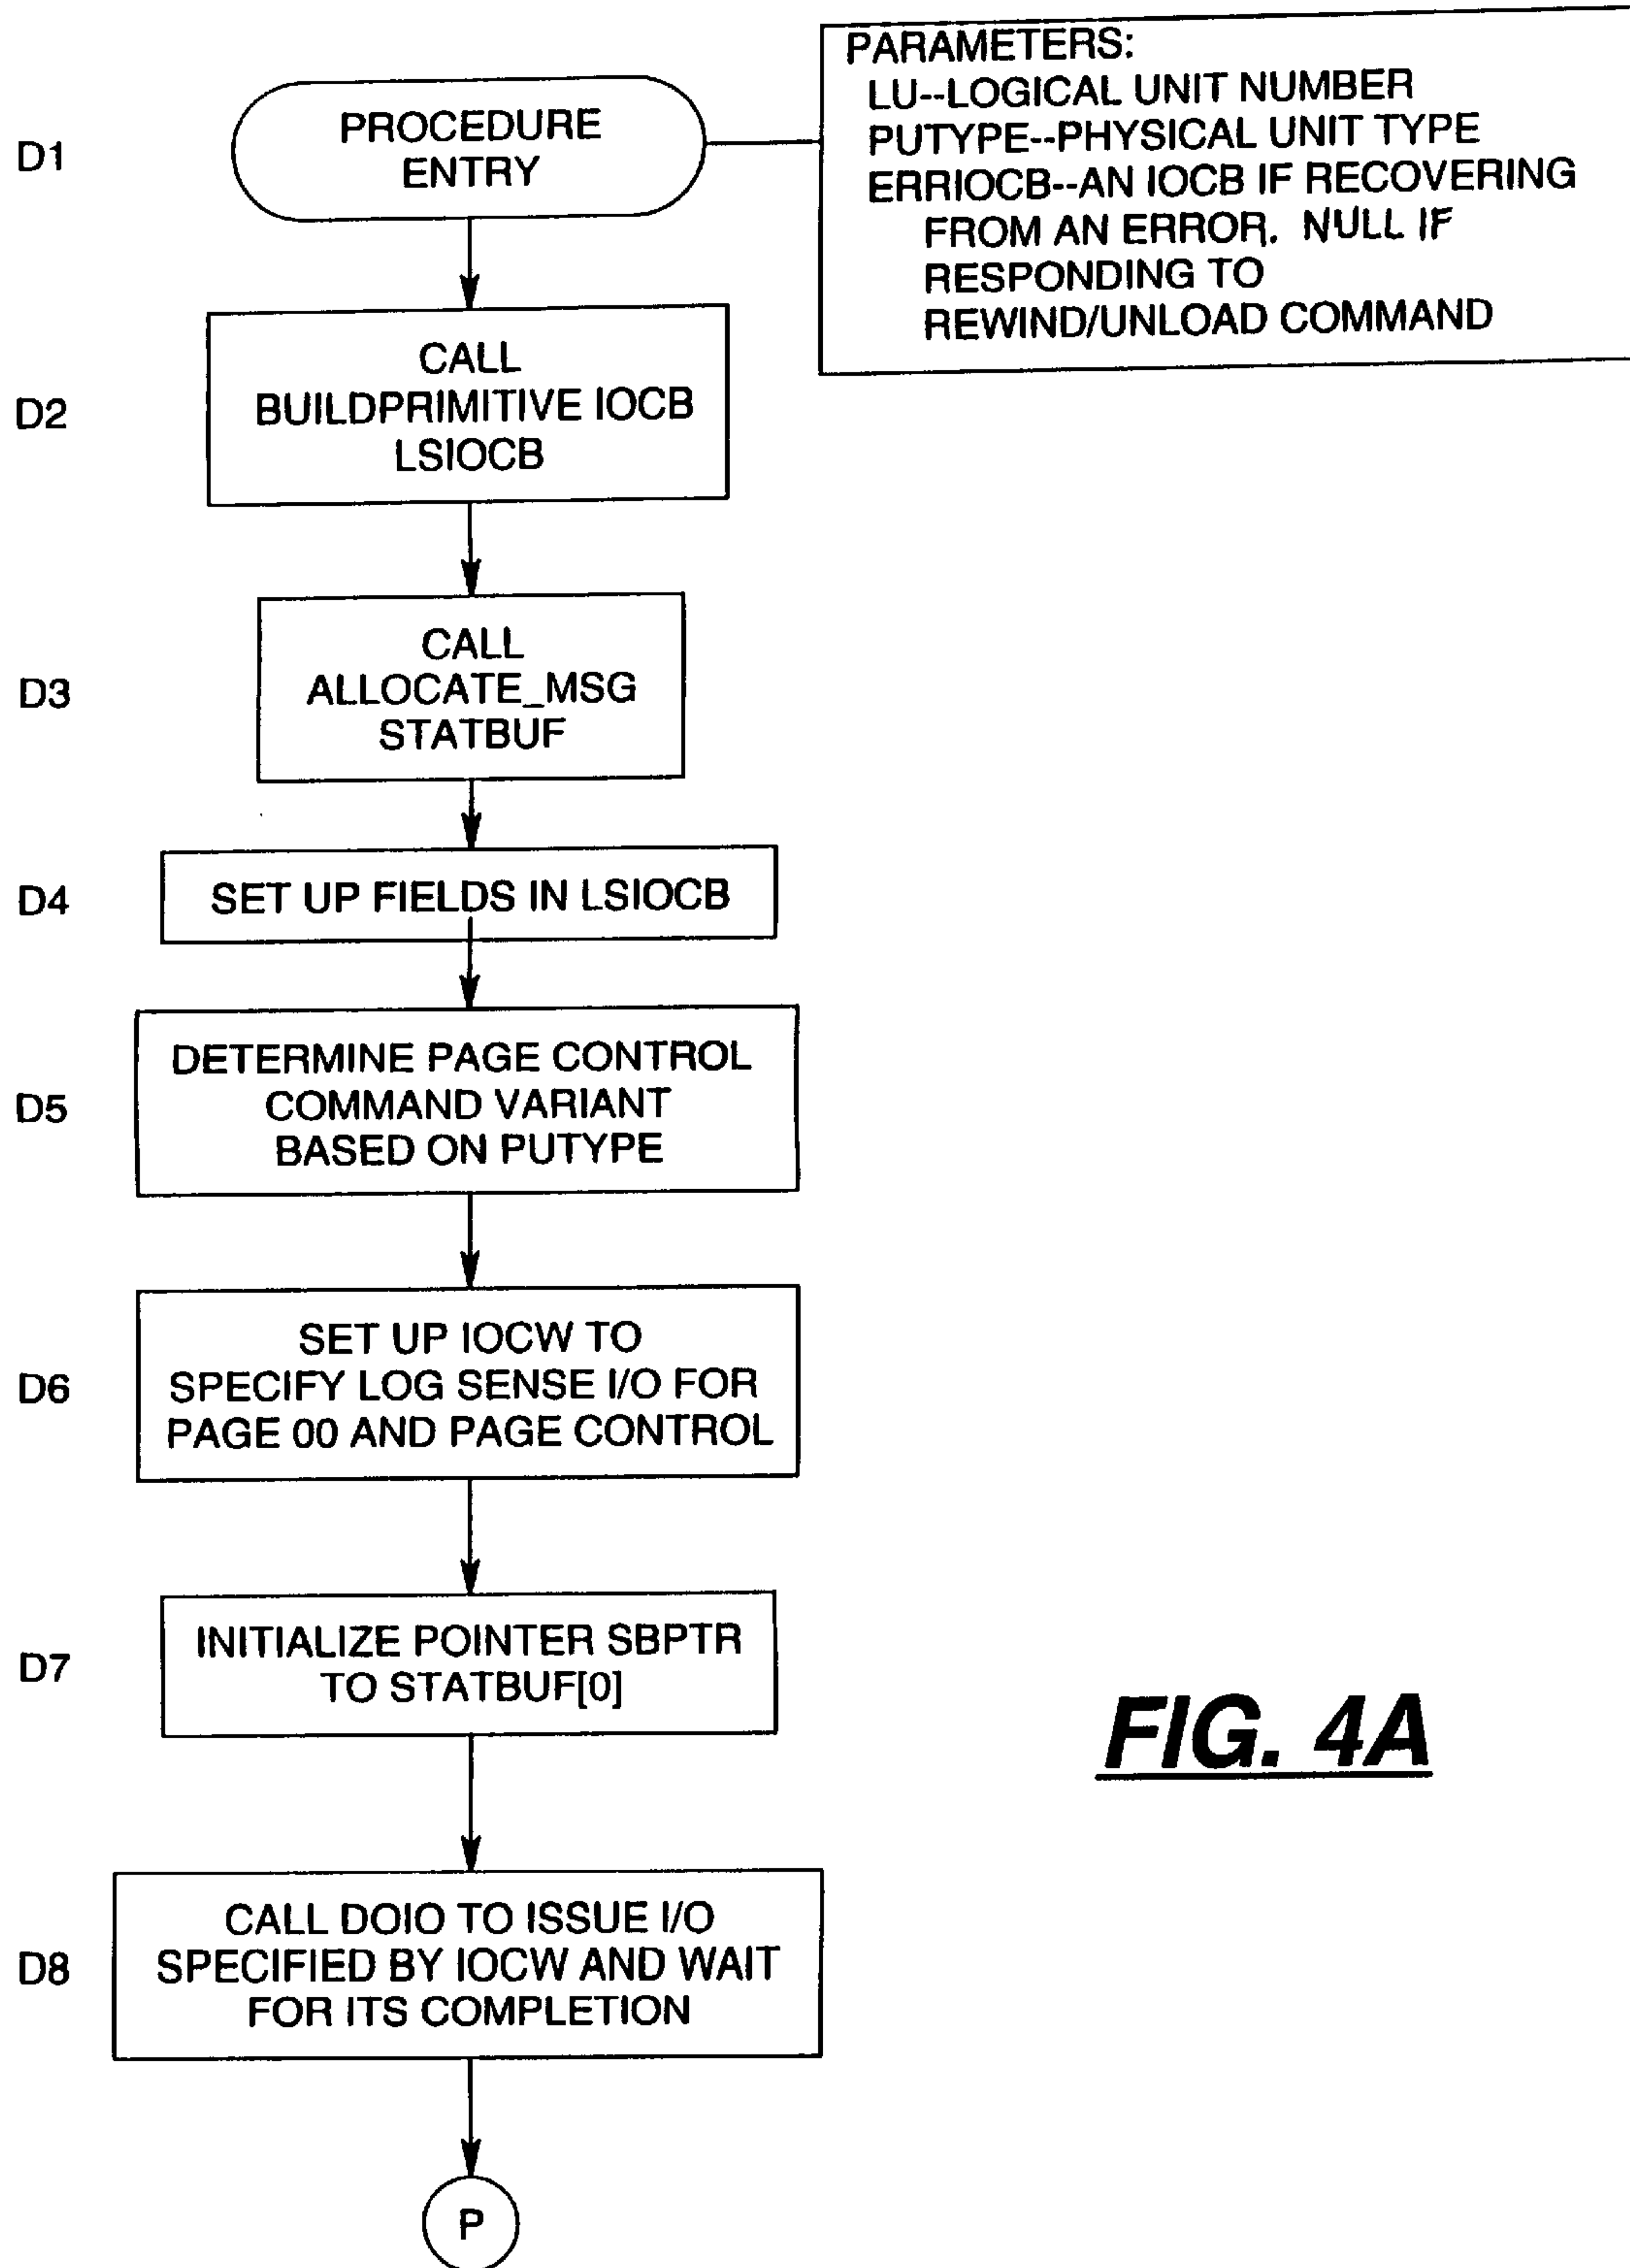 PARAMETERS:
LU--LOGICAL UNIT NUMBER
PUTYPE--PHYSICAL UNIT TYPE
ERRIOCB--AN IOCB IF RECOVERING
FROM AN ERROR. NULL IF
RESPONDING TO
REWIND/UNLOAD COMMAND
D1
PROCEDURE
ENTRY
D2
CALL
BUILDPRIMITIVE IOCB
LSIOCB
D3
CALL
ALLOCATE_MSG
STATBUF
D4
SET UP FIELDS IN LSIOCB
D5
DETERMINE PAGE CONTROL
COMMAND VARIANT
BASED ON PUTYPE
D6
SET UP IOCW TO
SPECIFY LOG SENSE I/O FOR
PAGE 00 AND PAGE CONTROL
D7
INITIALIZE POINTER SBPTR
TO STATBUF[0]
FIG. 4A
D8
CALL DOIO TO ISSUE I/O
SPECIFIED BY IOCW AND WAIT
FOR ITS COMPLETION
P